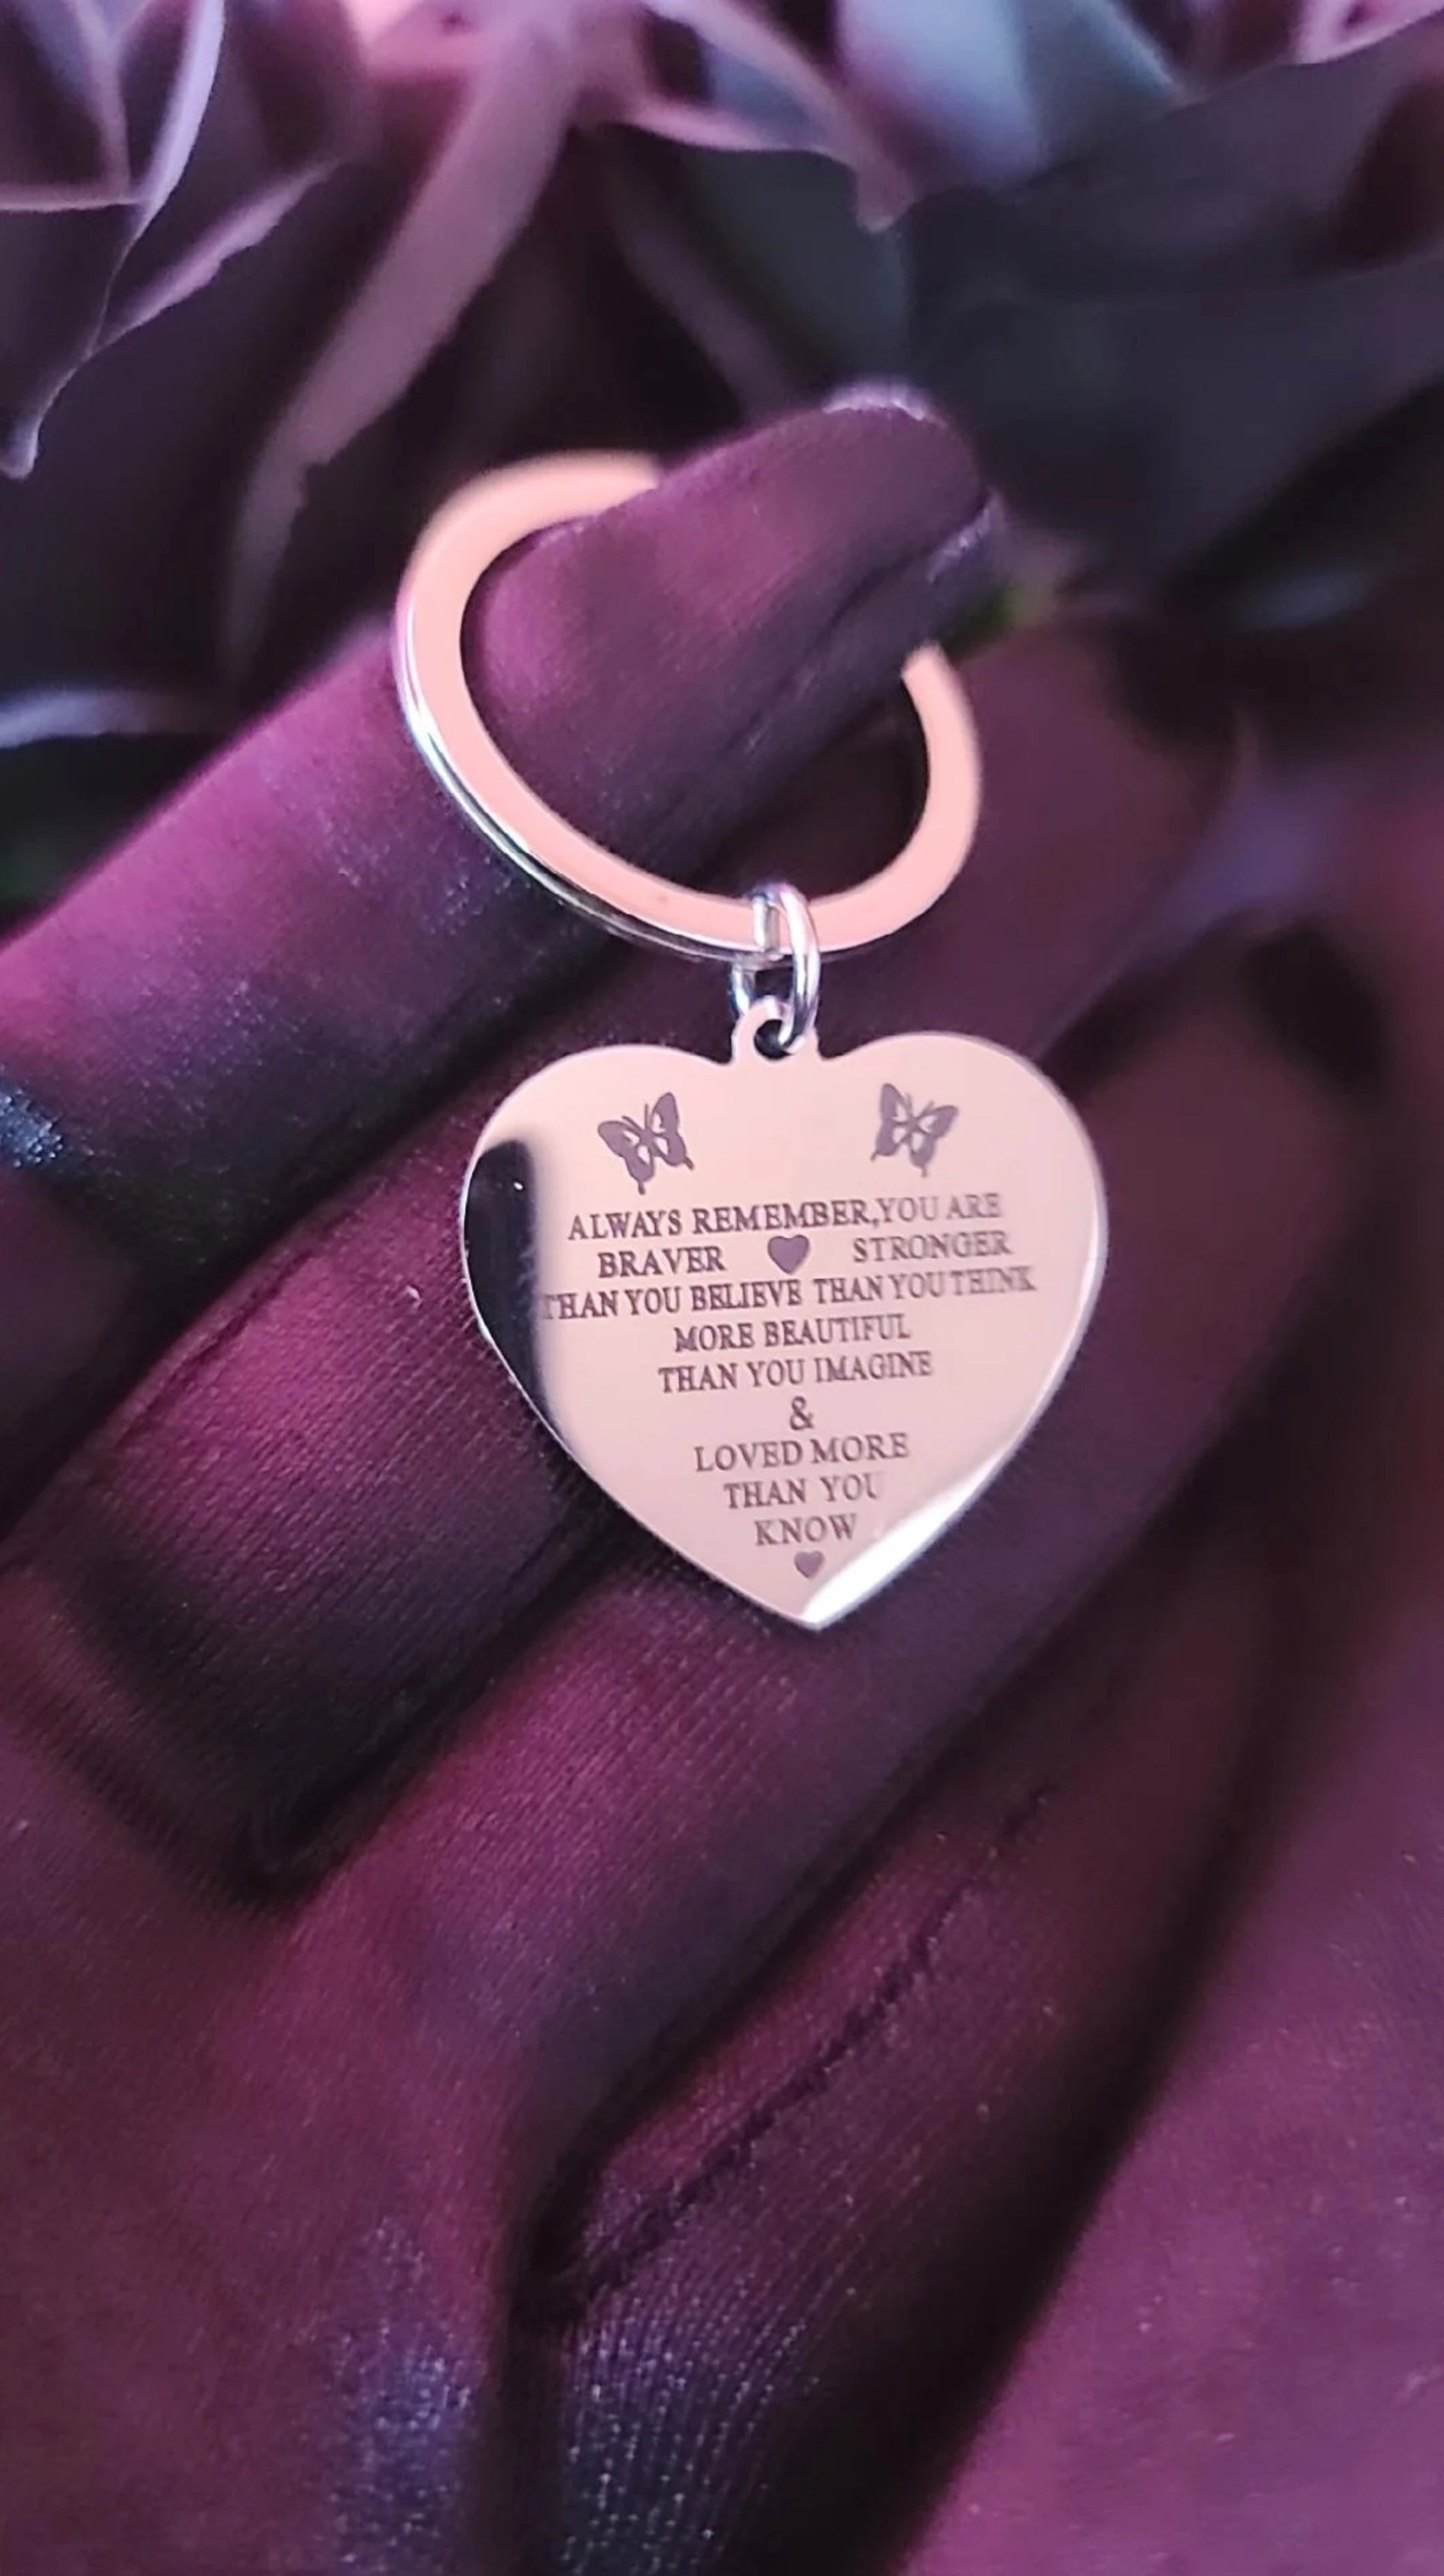 ALWAYS REMEMBER,YOU ARE
BRAVER STRONGER
THAN YOU BELIEVE THAN YOU THINK
MORE BEAUTIFUL
THAN YOU IMAGINE
&
LOVED MORE
THAN YOU
KNOW